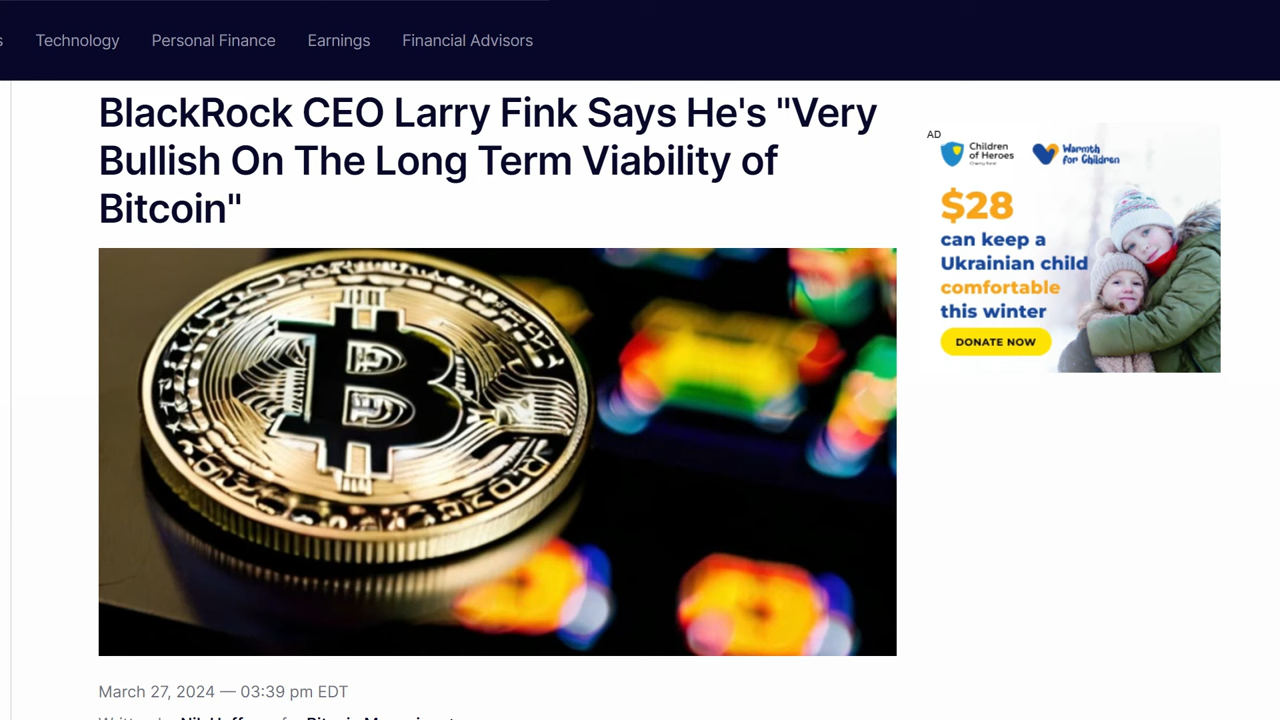 Technology Personal Finance Earnings Financial Advisors
BlackRock CEO Larry Fink Says He's "Very
Bullish On The Long Term Viability of
Bitcoin"
AD
Children
of Heroes
Warmth
for Children
$28
can keep a
Ukrainian child
comfortable
this winter
DONATE NOW
March 27, 2024 — 03:39 pm EDT